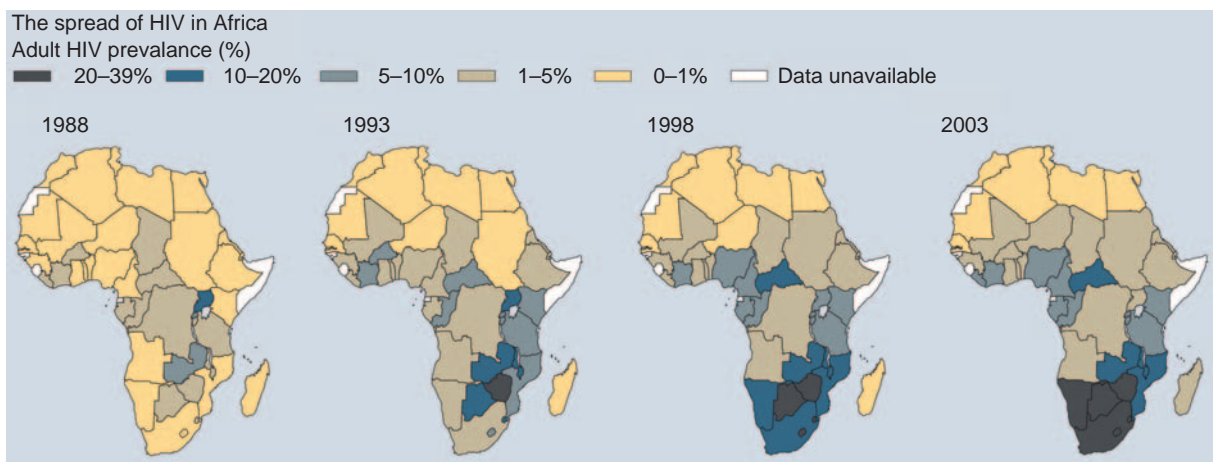 The spread of HIV in Africa
Adult HIV prevalance (%)
20–39% 10–20% 5–10% 1–5% 0–1% Data unavailable
1988 1993 1998 2003